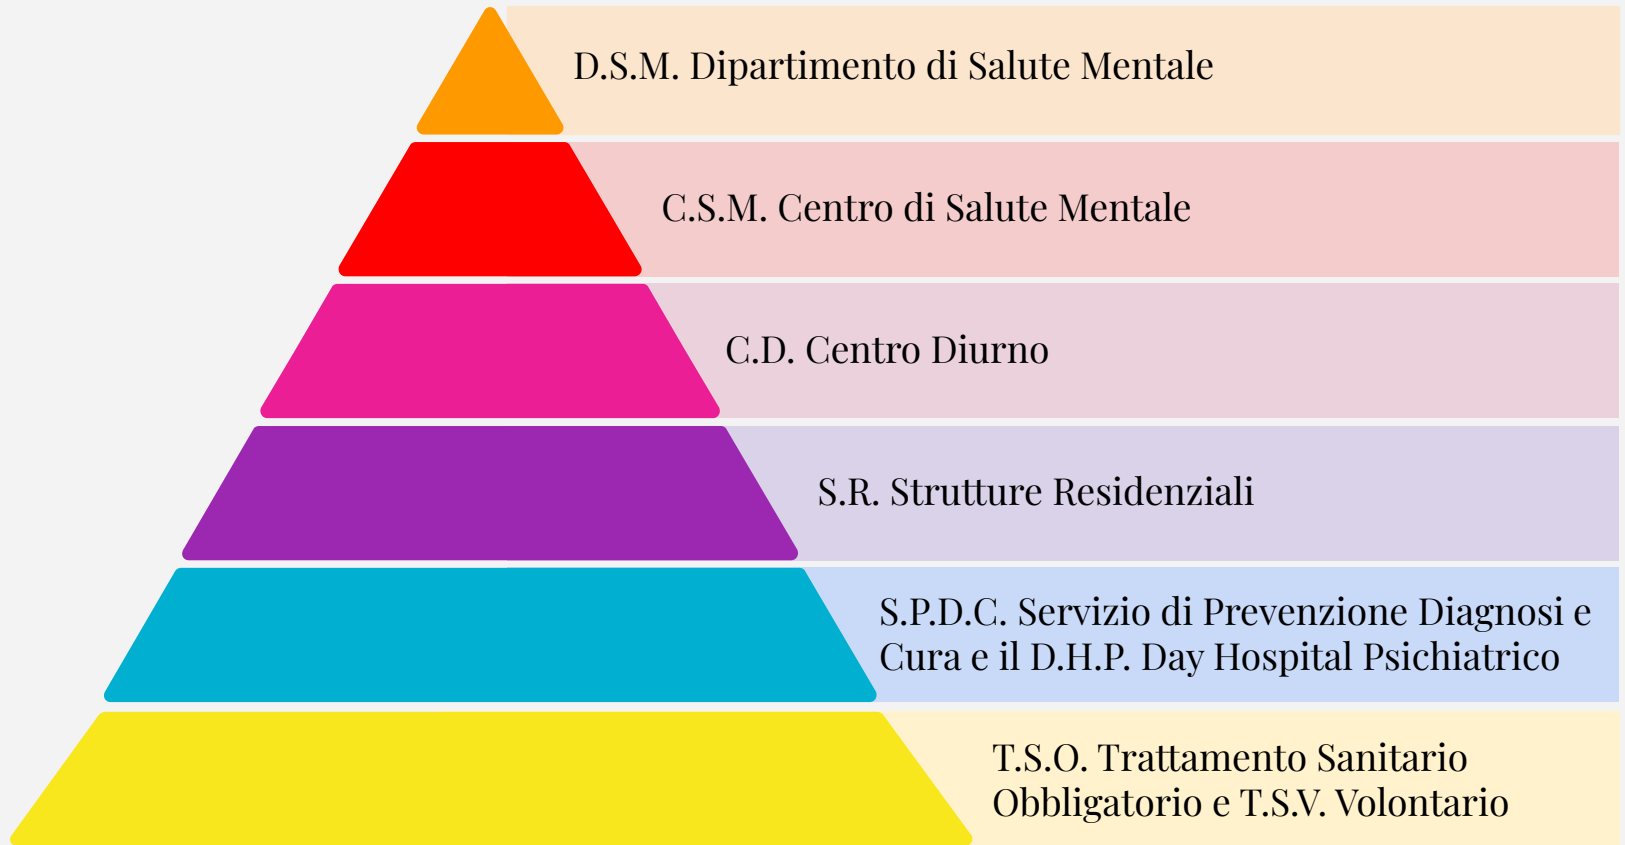 D.S.M. Dipartimento di Salute Mentale
C.S.M. Centro di Salute Mentale
C.D. Centro Diurno
S.R. Strutture Residenziali
S.P.D.C. Servizio di Prevenzione Diagnosi e
Cura e il D.H.P. Day Hospital Psichiatrico
T.S.O. Trattamento Sanitario
Obbligatorio e T.S.V. Volontario